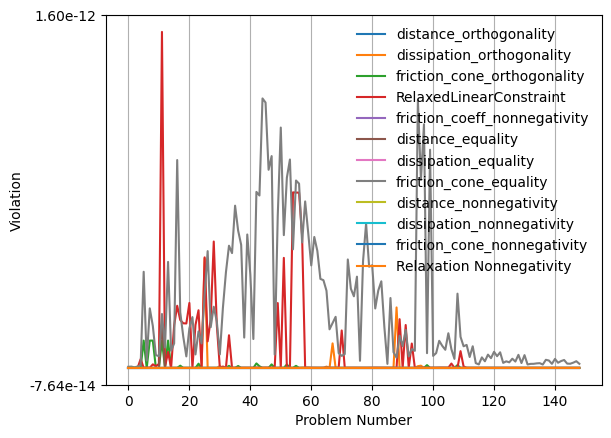 1.60e-12
distance_orthogonality
dissipation_orthogonality
friction_cone_orthogonality
RelaxedLinearConstraint
friction_coeff_nonnegativity
distance_equality
dissipation_equality
friction_cone_equality
distance_nonnegativity
dissipation_nonnegativity
friction_cone_nonnegativity
Relaxation Nonnegativity
Violation
-7.64e-14
0 20 40 60 80 100 120 140
Problem Number